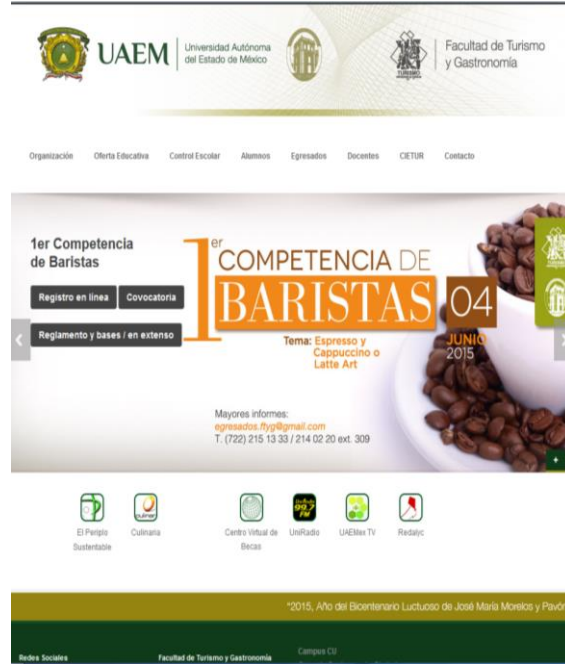 UAEM
Universidad Autónoma
del Estado de México
TURISMO
Facultad de Turismo
y Gastronomía
Organización Oferta Educativa Control Escolar Alumnos Egresados Docentes CIETUR Contacto
1er Competencia
de Baristas
Registro en línea Covocatoria
Reglamento y bases / en extenso
1er
COMPETENCIA DE
BARISTAS
04
JUNIO
2015
Tema: Espresso y
Cappuccino o
Latte Art
Mayores informes:
egresados.ftyg@gmail.com
T. (722) 215 13 33 / 214 02 20 ext. 309
El Periplo
Sustentable
Culinaria
Centro Virtual de
Becas
UniRadio
99.7
FM
UAEMex TV
Redalyc
"2015, Año del Bicentenario Luctuoso de José María Morelos y Pavón
Redes Sociales
Facultad de Turismo y Gastronomía
Campus CU